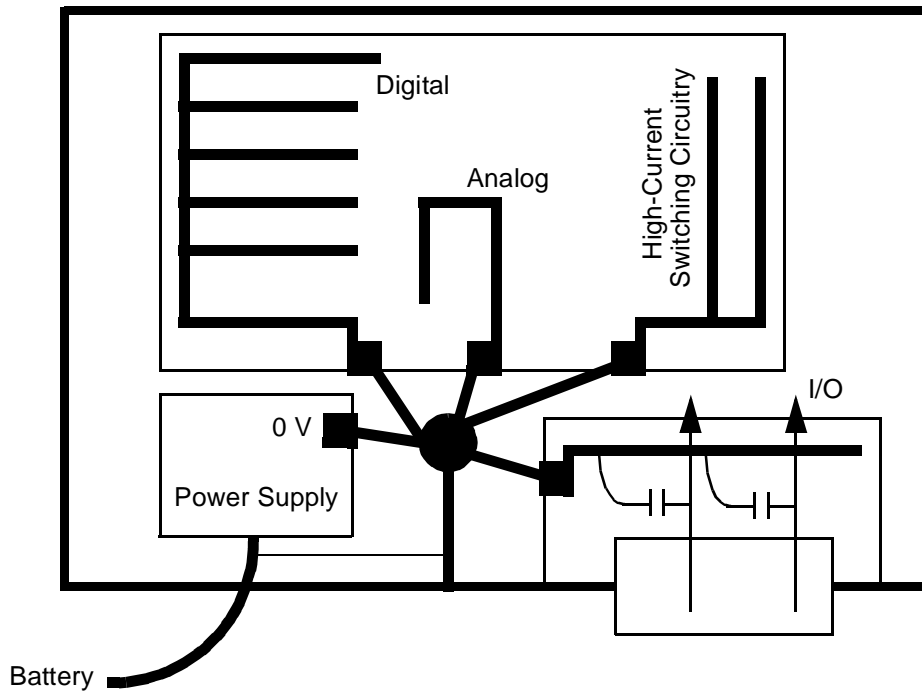 Digital
Analog
High-Current
Switching Circuitry
I/O
0 V
Power Supply
Battery